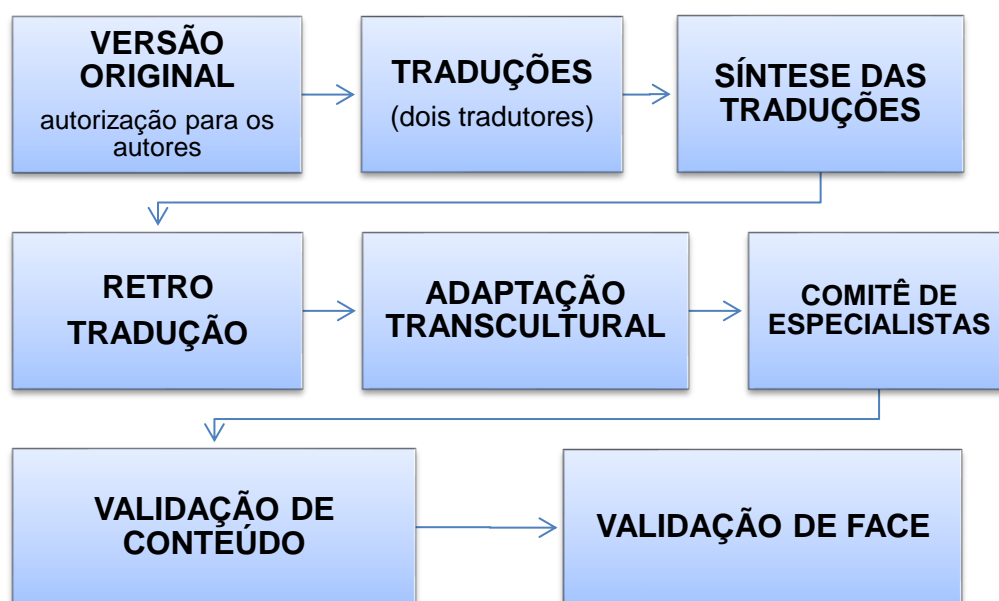 VERSÃO
ORIGINAL
autorização para os
autores
TRADUÇÕES
(dois tradutores)
SÍNTESE DAS
TRADUÇÕES
RETRO
TRADUÇÃO
ADAPTAÇÃO
TRANSCULTURAL
COMITÊ DE
ESPECIALISTAS
VALIDAÇÃO DE
CONTEÚDO
VALIDAÇÃO DE FACE